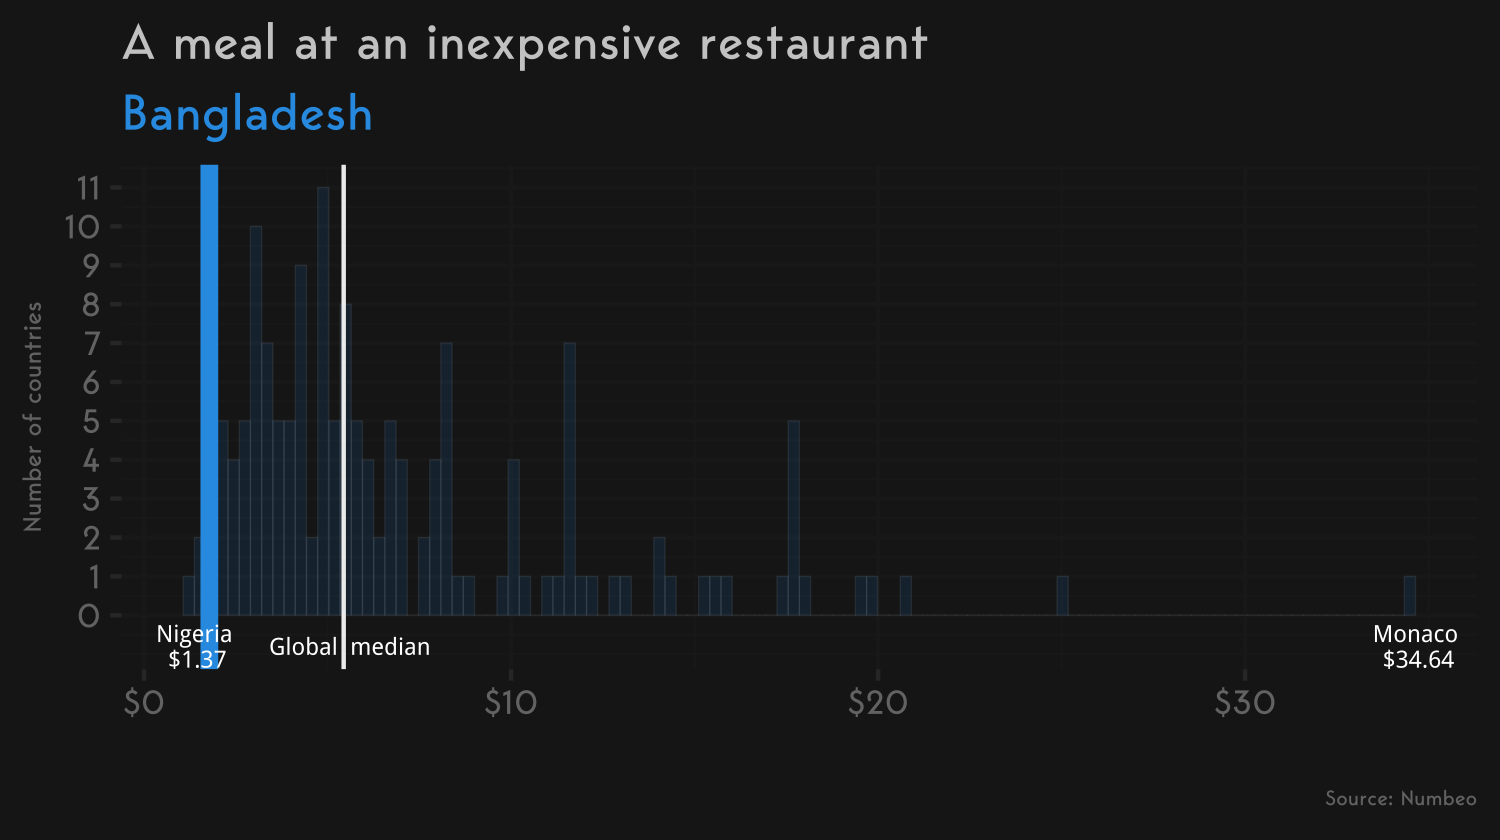 A meal at an inexpensive restaurant
Bangladesh
Number of countries
11
10
9
8
7
6
5
4
3
2
1
0
Nigeria
$1.37
Global median
Monaco
$34.64
$0 $10 $20 $30
Source: Numbeo